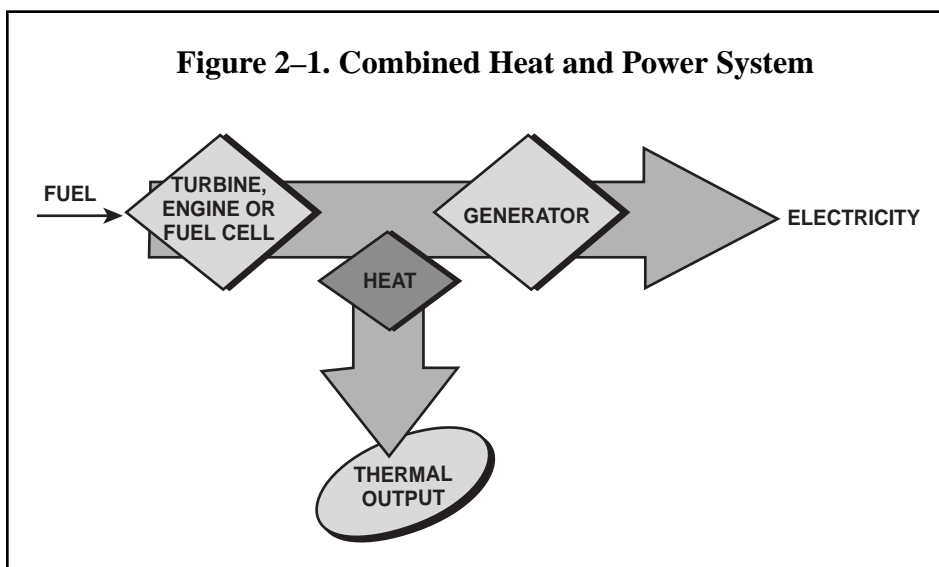 Figure 2–1. Combined Heat and Power System
FUEL
TURBINE,
ENGINE OR
FUEL CELL
GENERATOR
ELECTRICITY
HEAT
THERMAL
OUTPUT